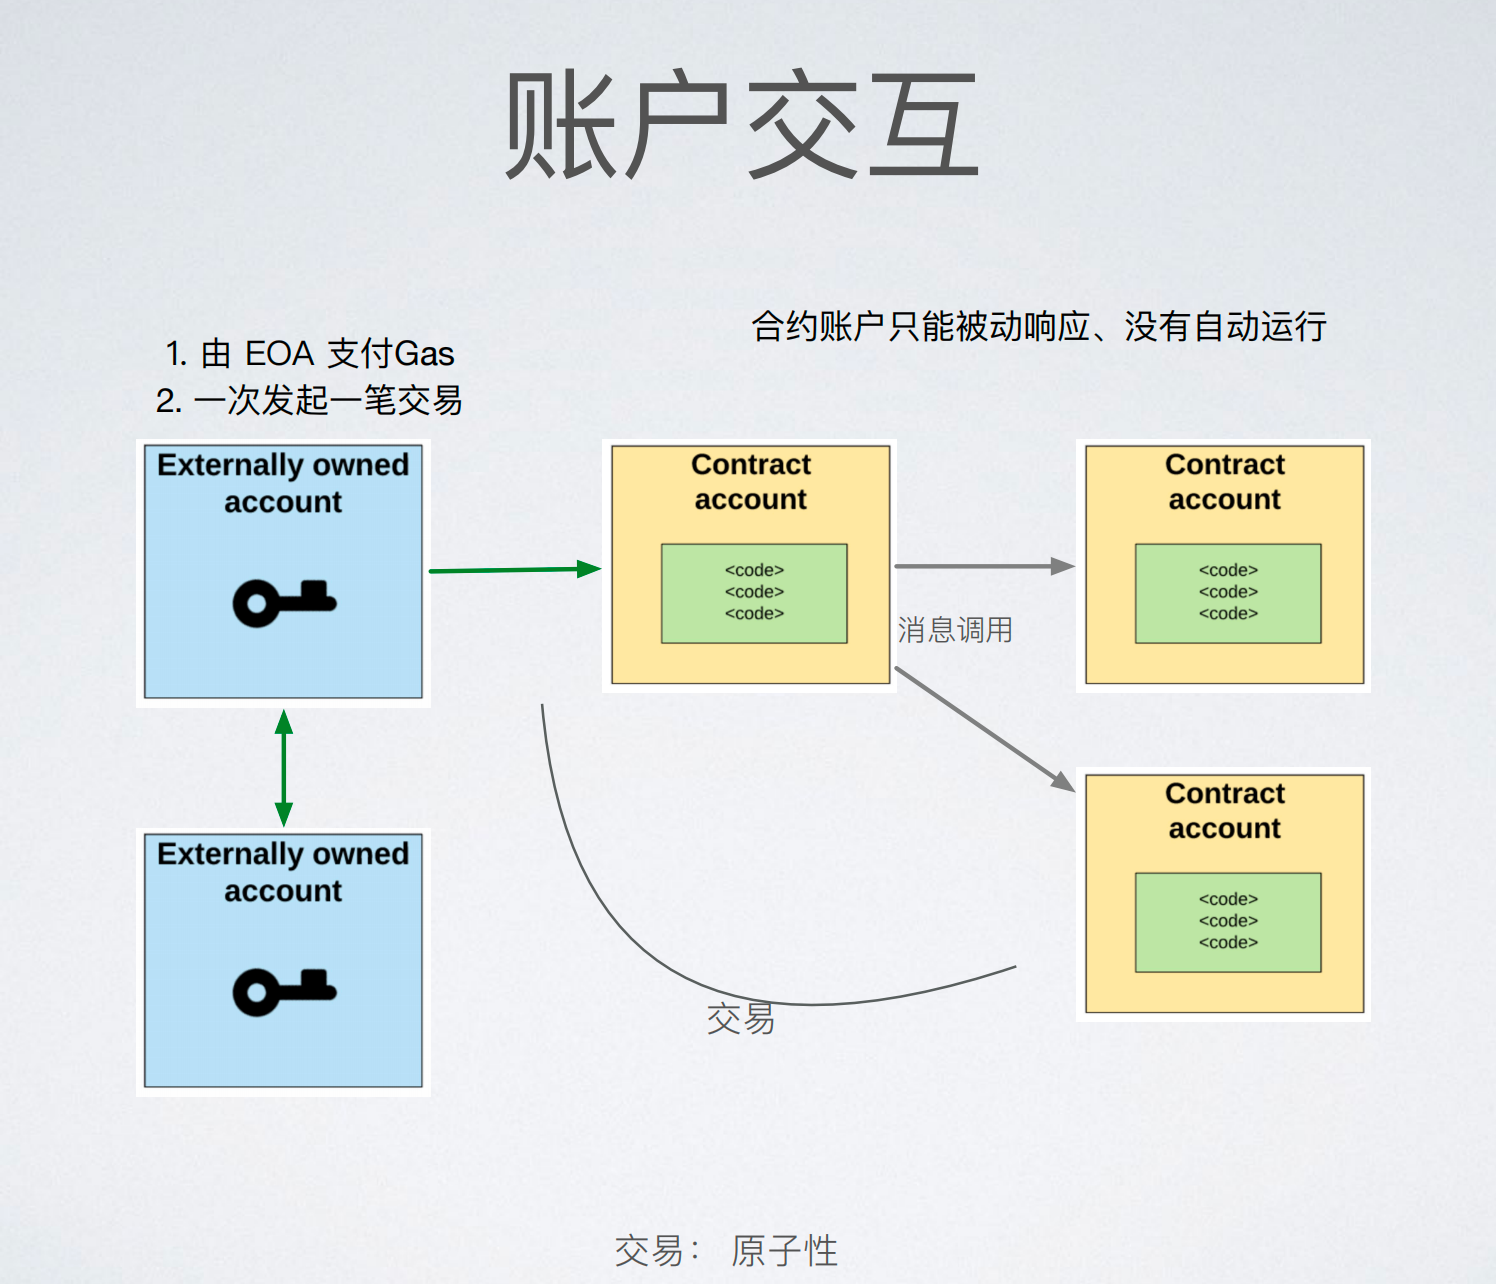 账户交互
合约账户只能被动响应、没有自动运行
1. 由 EOA 支付Gas
2. 一次发起一笔交易
Externally owned
account
Contract
account
<code>
<code>
<code>
Contract
account
<code>
<code>
<code>
消息调用
Externally owned
account
Contract
account
<code>
<code>
<code>
交易
交易： 原子性